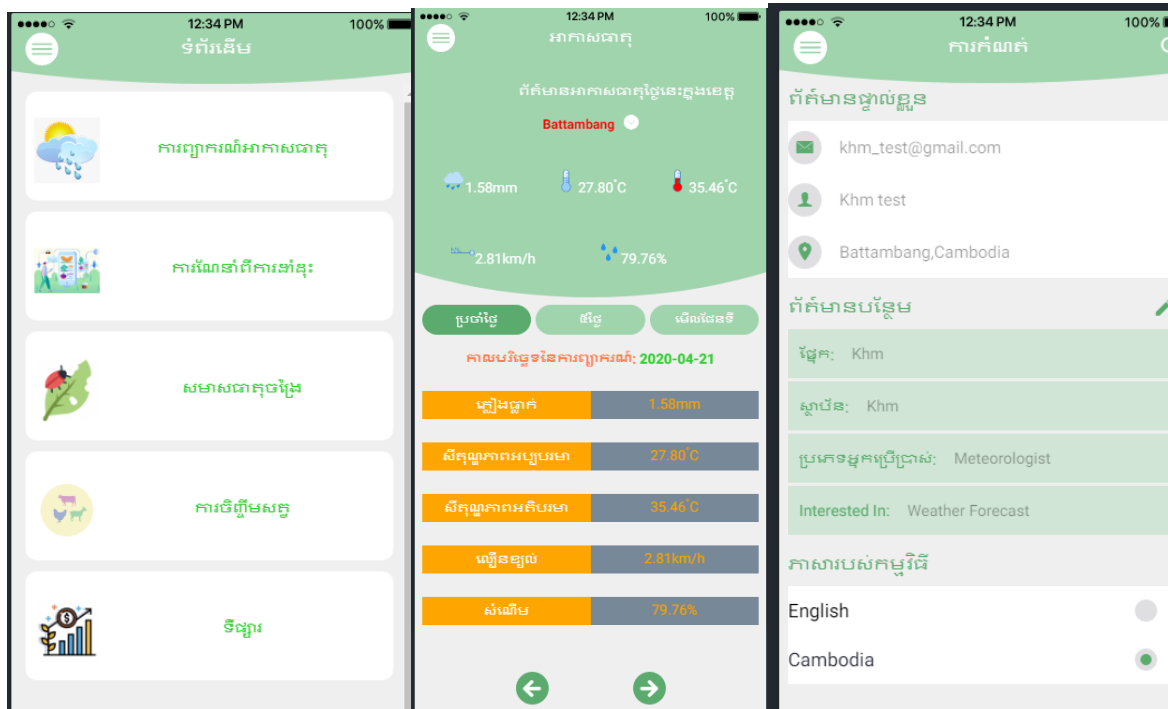 12:34 PM 100%
ទំព័រដើម
ការព្យាករណ៍អាកាសធាតុ
ការណែនាំពីការដាំដុះ
សមាសធាតុចង្រៃ
ការចិញ្ចឹមសត្វ
ទីផ្សារ
12:34 PM 100%
អាកាសធាតុ
ព័ត៌មានអាកាសធាតុថ្ងៃនេះក្នុងខេត្ត
Battambang
1.58mm 27.80°C 35.46°C
2.81km/h 79.76%
ប្រចាំថ្ងៃ ៥ថ្ងៃ មើលផែនទី
កាលបរិច្ឆេទនៃការព្យាករណ៍: 2020-04-21
ភ្លៀងធ្លាក់ 1.58mm
សីតុណ្ហភាពអប្បបរមា 27.80°C
សីតុណ្ហភាពអតិបរមា 35.46°C
ល្បឿនខ្យល់ 2.81km/h
សំណើម 79.76%
12:34 PM 100%
ការកំណត់
ព័ត៌មានផ្ទាល់ខ្លួន
khm_test@gmail.com
Khm test
Battambang,Cambodia
ព័ត៌មានបន្ថែម
ផ្នែក: Khm
ស្ថាប័ន: Khm
ប្រភេទអ្នកប្រើប្រាស់: Meteorologist
Interested In: Weather Forecast
ភាសារបស់កម្មវិធី
English
Cambodia